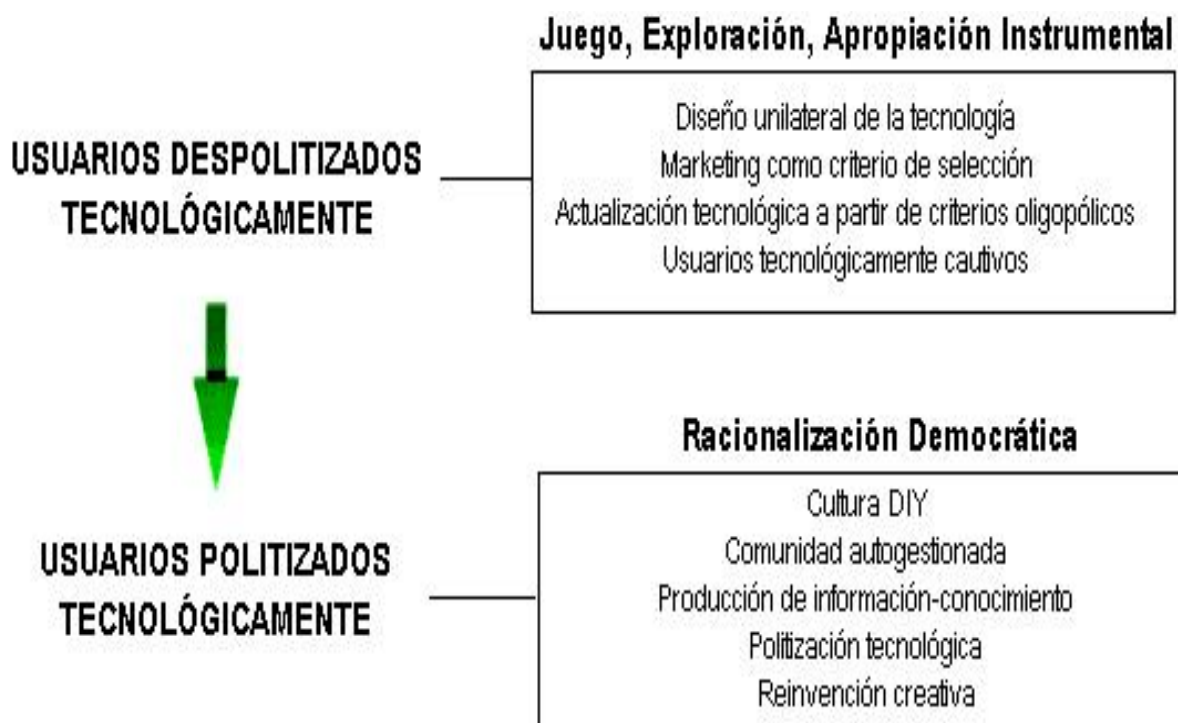 Juego, Exploración, Apropiación Instrumental
USUARIOS DESPOLITIZADOS
TECNOLÓGICAMENTE
Diseño unilateral de la tecnología
Marketing como criterio de selección
Actualización tecnológica a partir de criterios oligopólicos
Usuarios tecnológicamente cautivos
Racionalización Democrática
USUARIOS POLITIZADOS
TECNOLÓGICAMENTE
Cultura DIY
Comunidad autogestionada
Producción de información-conocimiento
Politización tecnológica
Reinvención creativa